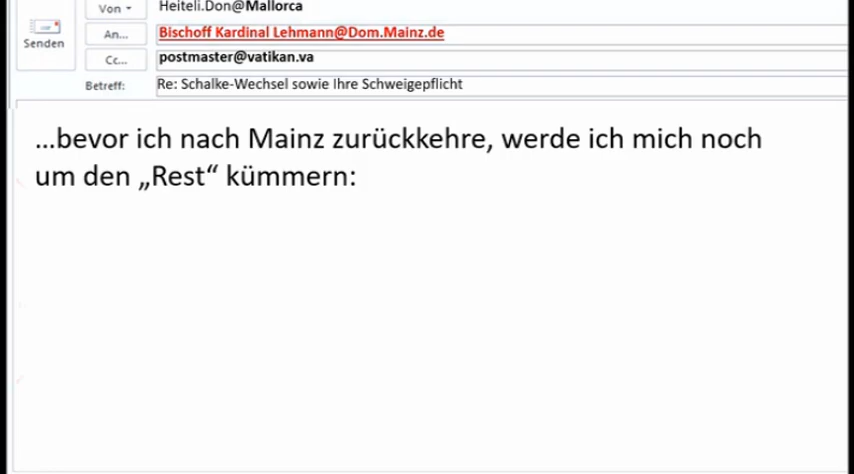 Von
Heiteli.Don@Mallorca
Senden
An...
Bischoff Kardinal Lehmann@Dom.Mainz.de
Cc...
postmaster@vatikan.va
Betreff:
Re: Schalke-Wechsel sowie Ihre Schweigepflicht
...bevor ich nach Mainz zurückkehre, werde ich mich noch
um den „Rest“ kümmern: